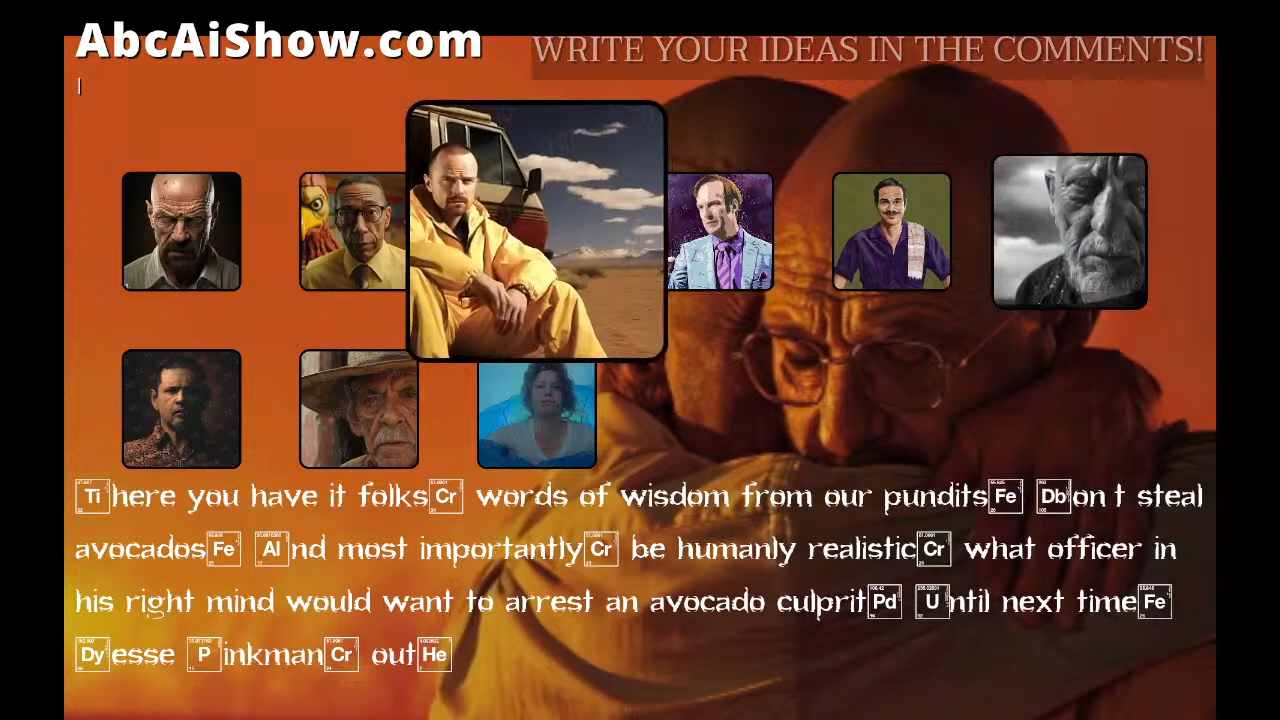 AbcAiShow.com
WRITE YOUR IDEAS IN THE COMMENTS!
Ti here you have it folks Cr words of wisdom from our pundits Fe Db on t steal
avocados Fe Al nd most importantly Cr be humanly realistic Cr what officer in
his right mind would want to arrest an avocado culprit Pd U ntil next time Fe
Dy esse P inkman Cr out He